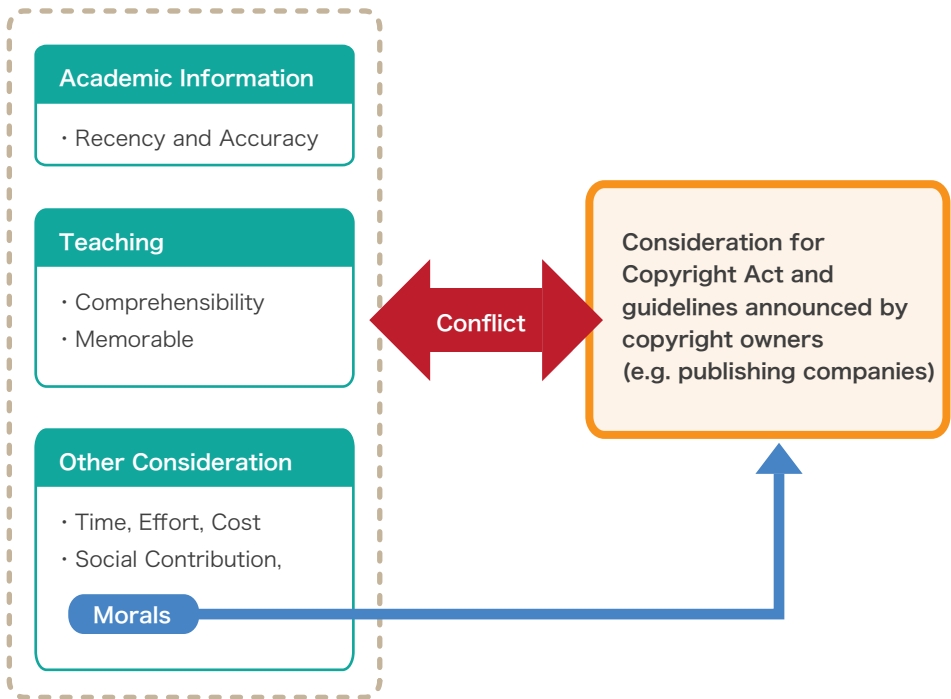 Academic Information
・Recency and Accuracy
Teaching
・Comprehensibility
・Memorable
Other Consideration
・Time, Effort, Cost
・Social Contribution,
Morals
Conflict
Consideration for
Copyright Act and
guidelines announced by
copyright owners
(e.g. publishing companies)